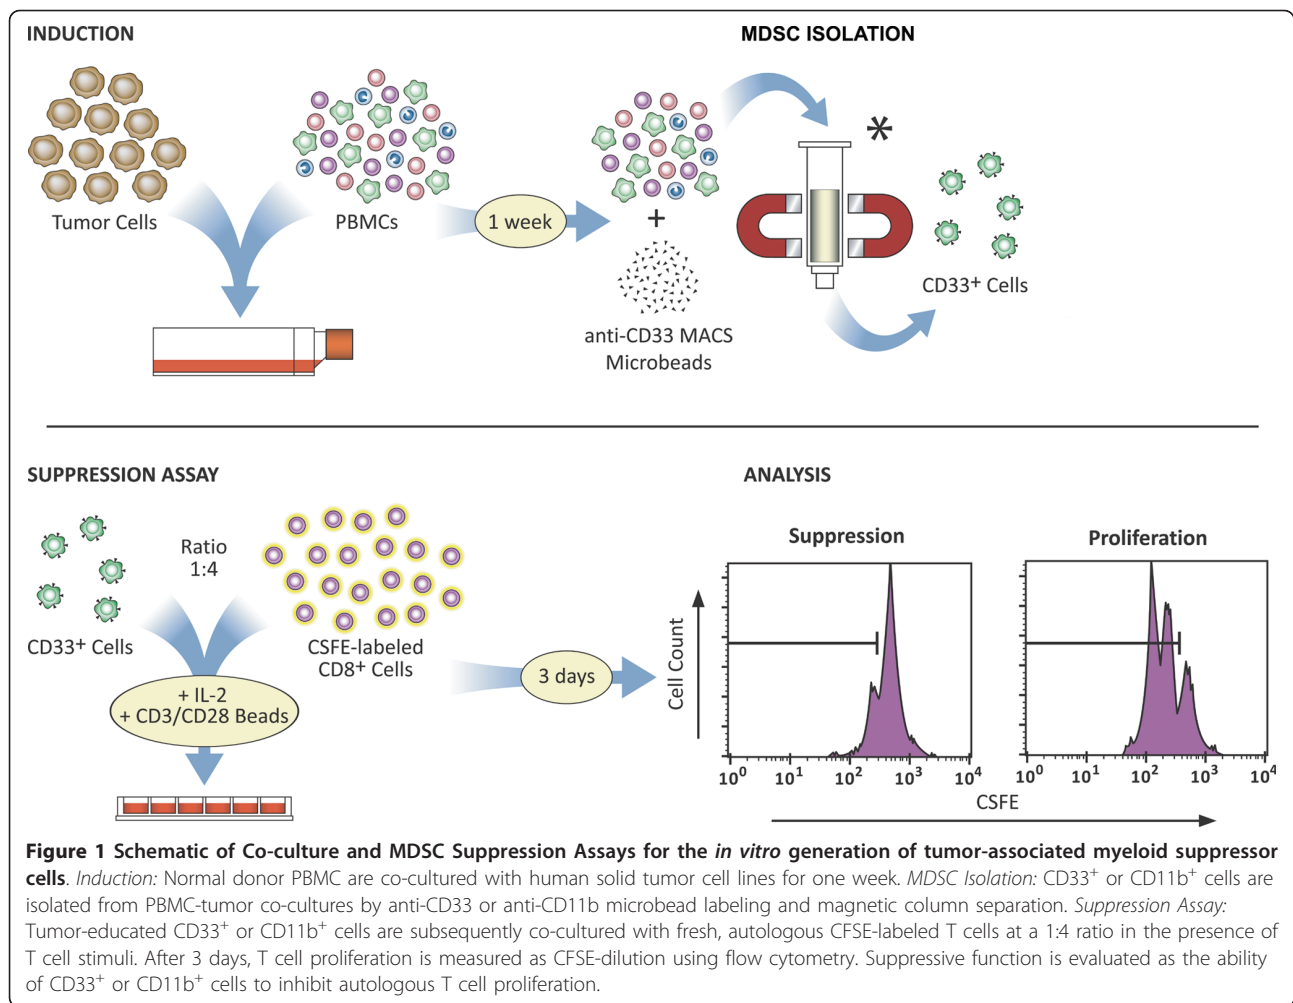 INDUCTION
MDSC ISOLATION
Tumor Cells
PBMCs
1 week
+
anti-CD33 MACS
Microbeads
*
CD33+ Cells
SUPPRESSION ASSAY
Ratio
1:4
CD33+ Cells
CSFE-labeled
CD8+ Cells
+ IL-2
+ CD3/CD28 Beads
3 days
ANALYSIS
Suppression
Proliferation
Cell Count
10^0 10^1 10^2 10^3 10^4
10^0 10^1 10^2 10^3 10^4
CSFE
Figure 1 Schematic of Co-culture and MDSC Suppression Assays for the in vitro generation of tumor-associated myeloid suppressor
cells. Induction: Normal donor PBMC are co-cultured with human solid tumor cell lines for one week. MDSC Isolation: CD33+ or CD11b+ cells are
isolated from PBMC-tumor co-cultures by anti-CD33 or anti-CD11b microbead labeling and magnetic column separation. Suppression Assay:
Tumor-educated CD33+ or CD11b+ cells are subsequently co-cultured with fresh, autologous CFSE-labeled T cells at a 1:4 ratio in the presence of
T cell stimuli. After 3 days, T cell proliferation is measured as CFSE-dilution using flow cytometry. Suppressive function is evaluated as the ability
of CD33+ or CD11b+ cells to inhibit autologous T cell proliferation.